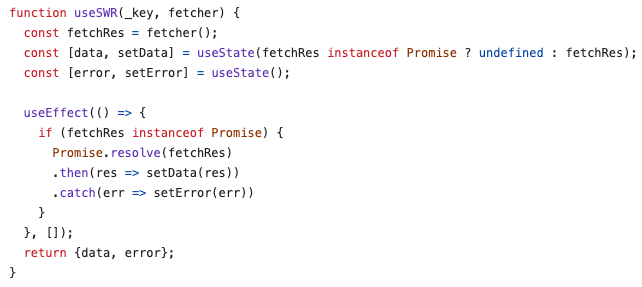 function useSWR(_key, fetcher) {
  const fetchRes = fetcher();
  const [data, setData] = useState(fetchRes instanceof Promise ? undefined : fetchRes);
  const [error, setError] = useState();

  useEffect(() => {
    if (fetchRes instanceof Promise) {
      Promise.resolve(fetchRes)
      .then(res => setData(res))
      .catch(err => setError(err))
    }
  }, []);
  return {data, error};
}